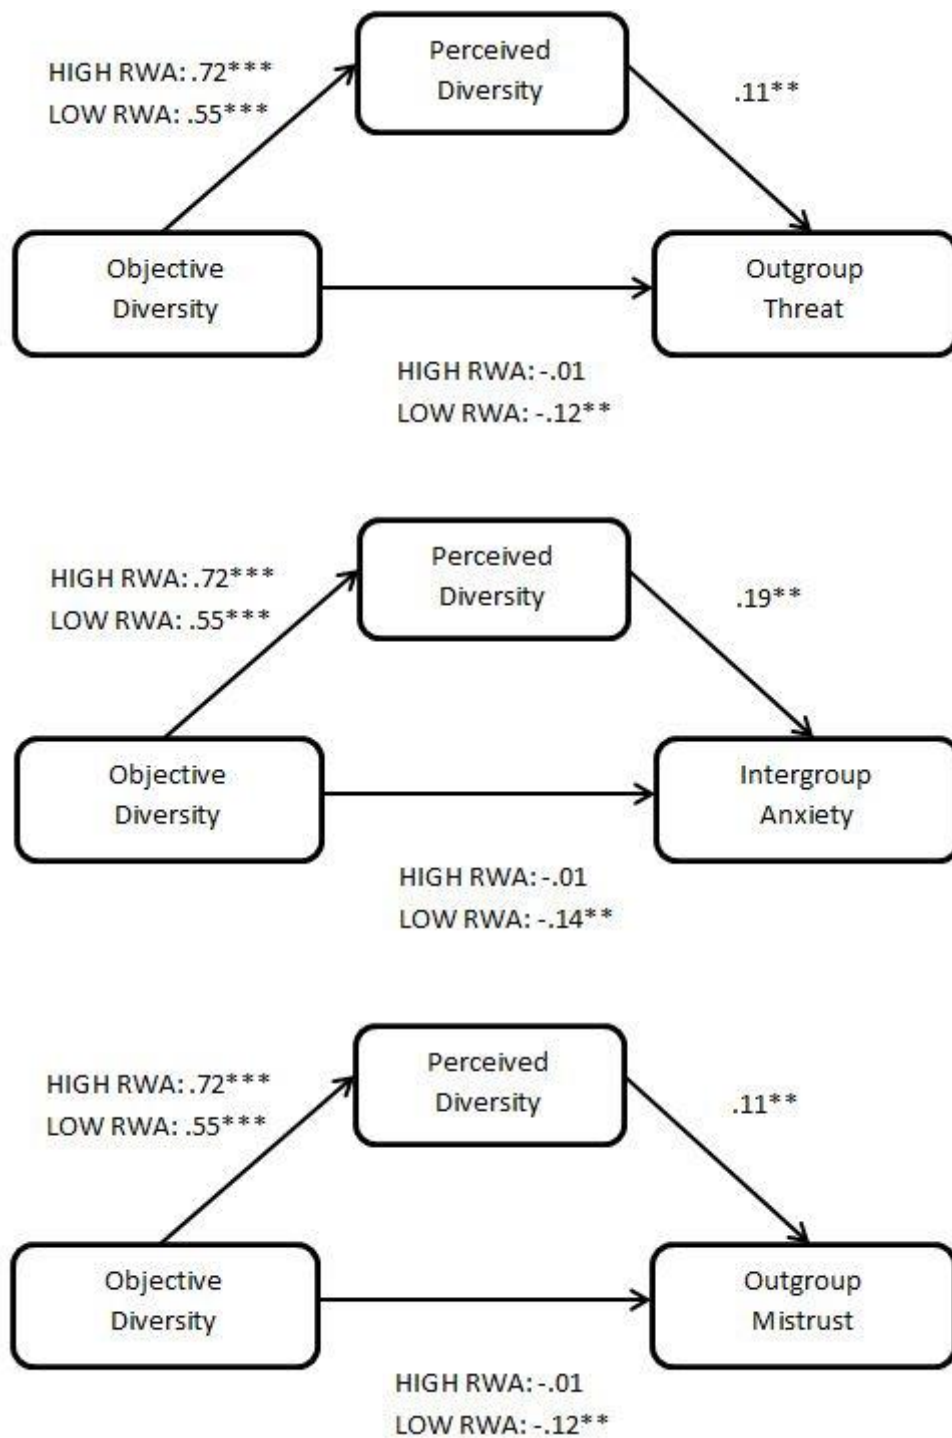 Perceived
Diversity
HIGH RWA: .72***
LOW RWA: .55***
.11**
Objective
Diversity
Outgroup
Threat
HIGH RWA: -.01
LOW RWA: -.12**
Perceived
Diversity
HIGH RWA: .72***
LOW RWA: .55***
.19**
Objective
Diversity
Intergroup
Anxiety
HIGH RWA: -.01
LOW RWA: -.14**
Perceived
Diversity
HIGH RWA: .72***
LOW RWA: .55***
.11**
Objective
Diversity
Outgroup
Mistrust
HIGH RWA: -.01
LOW RWA: -.12**